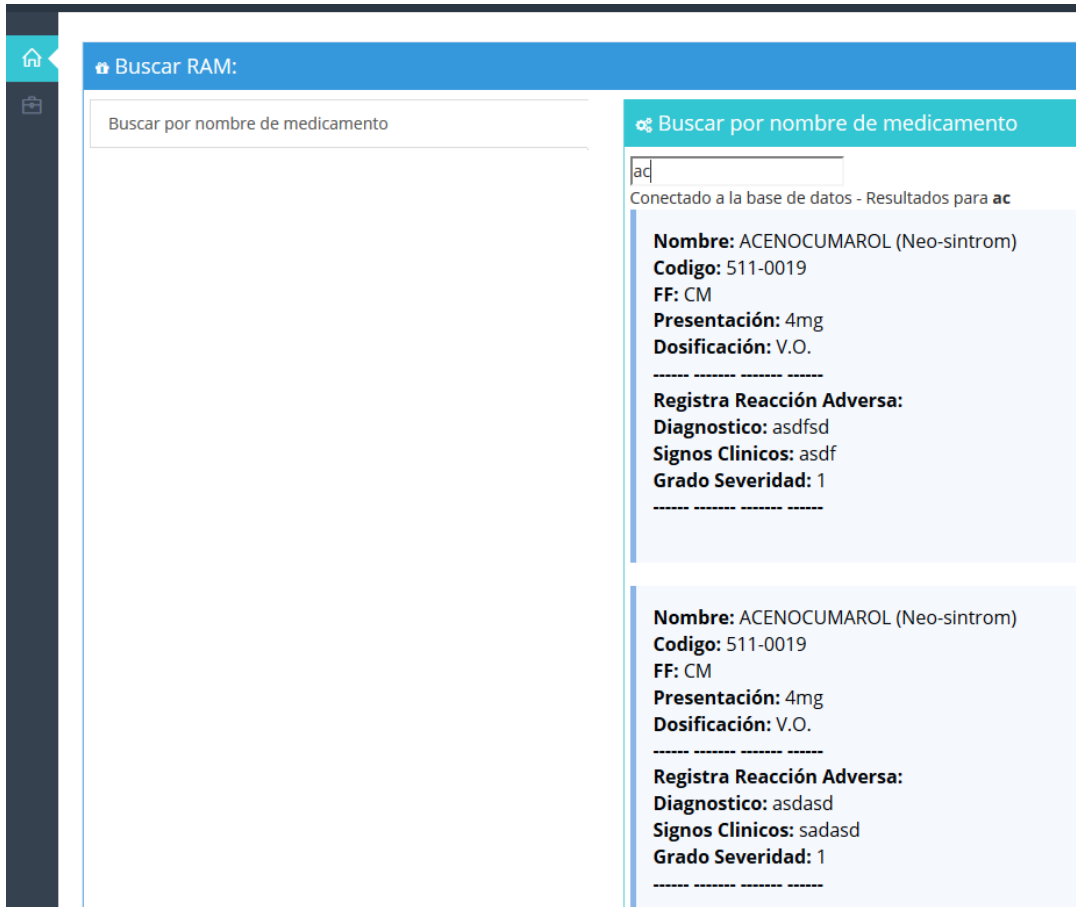 Buscar RAM:
Buscar por nombre de medicamento
Buscar por nombre de medicamento
ac
Conectado a la base de datos - Resultados para ac
Nombre: ACENOCUMAROL (Neo-sintrom)
Codigo: 511-0019
FF: CM
Presentación: 4mg
Dosificación: V.O.
------ ------- ------- ------
Registra Reacción Adversa:
Diagnostico: asdfsd
Signos Clinicos: asdf
Grado Severidad: 1
------ ------- ------- ------
Nombre: ACENOCUMAROL (Neo-sintrom)
Codigo: 511-0019
FF: CM
Presentación: 4mg
Dosificación: V.O.
------ ------- ------- ------
Registra Reacción Adversa:
Diagnostico: asdasd
Signos Clinicos: sadasd
Grado Severidad: 1
------ ------- ------- ------